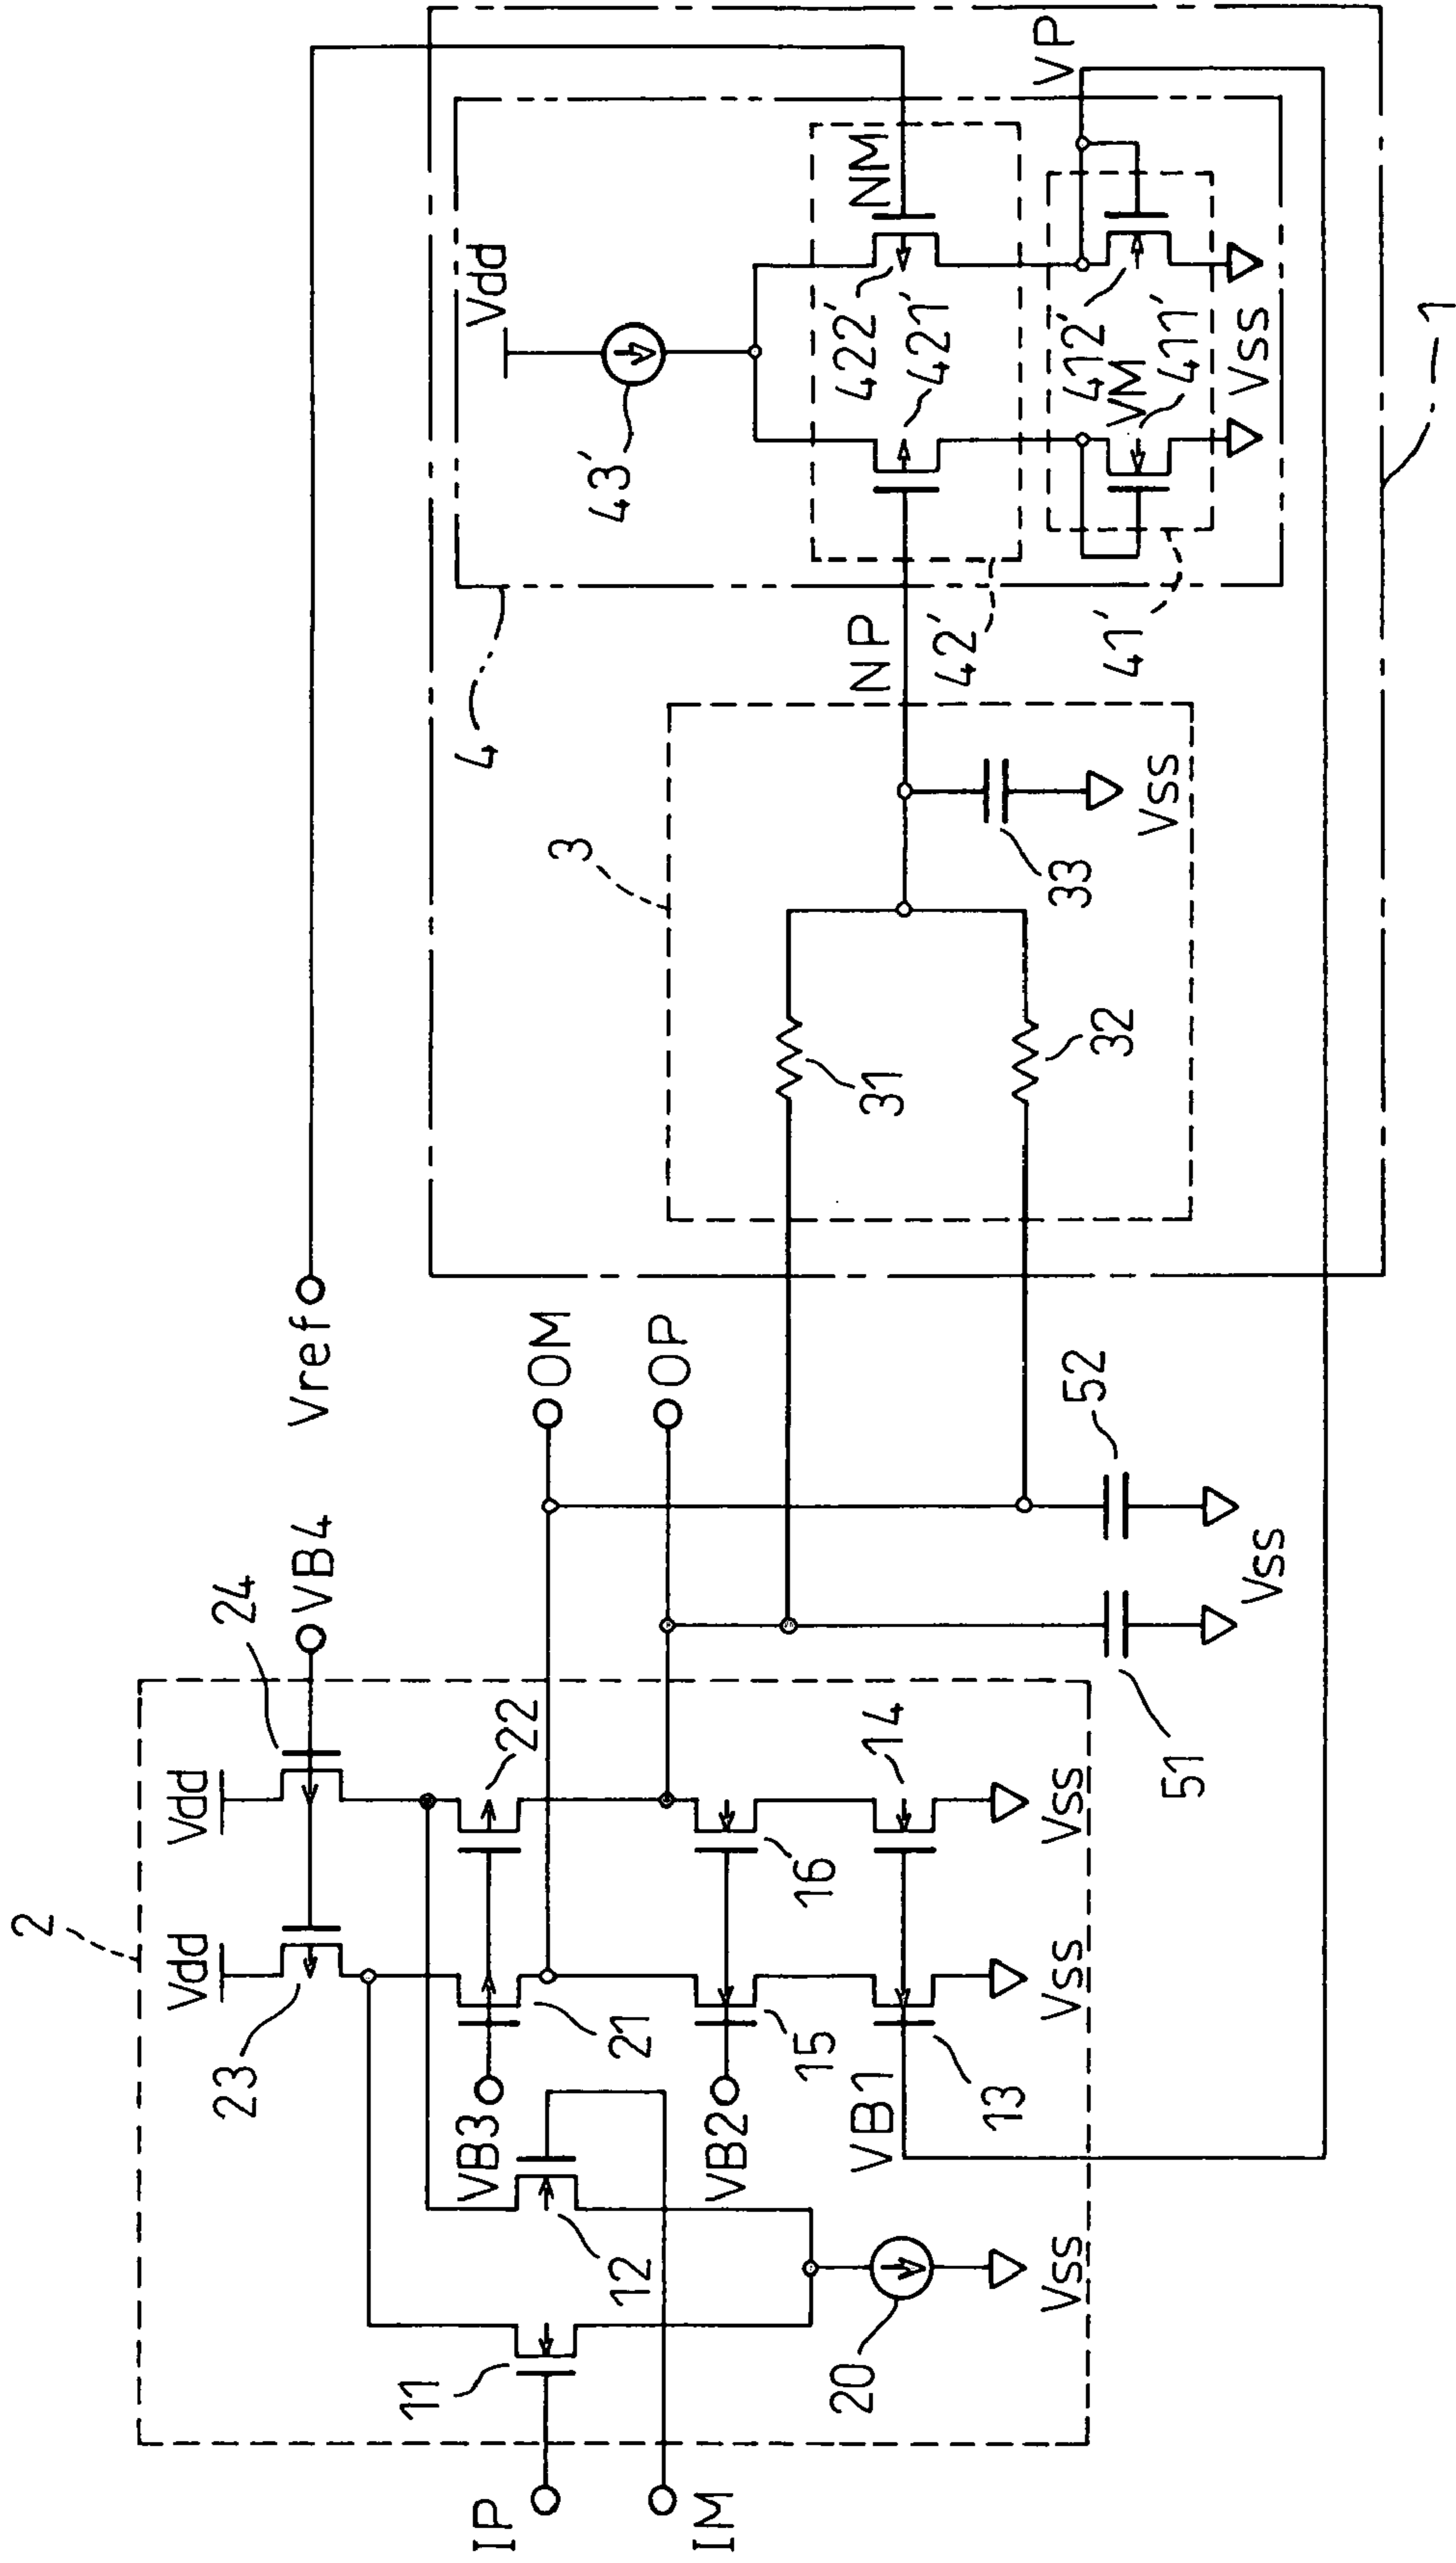 2
Vdd
Vdd
23
24
VB4
Vref
11
12
VB3
21
22
OM
OP
IP
IM
VB2
15
16
VB1
13
14
20
Vss
Vss
Vss
51
52
Vss
3
31
32
33
Vss
NP
4
Vdd
43′
NM
422′
421′
42′
VP
412′
VM
411′
41′
Vss
1